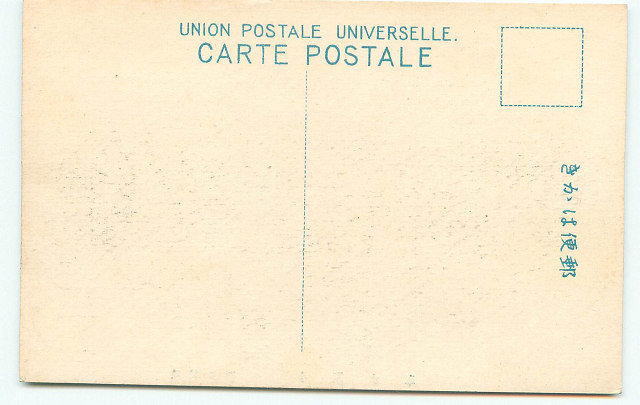 UNION POSTALE UNIVERSELLE.
CARTE POSTALE
郵便はかき